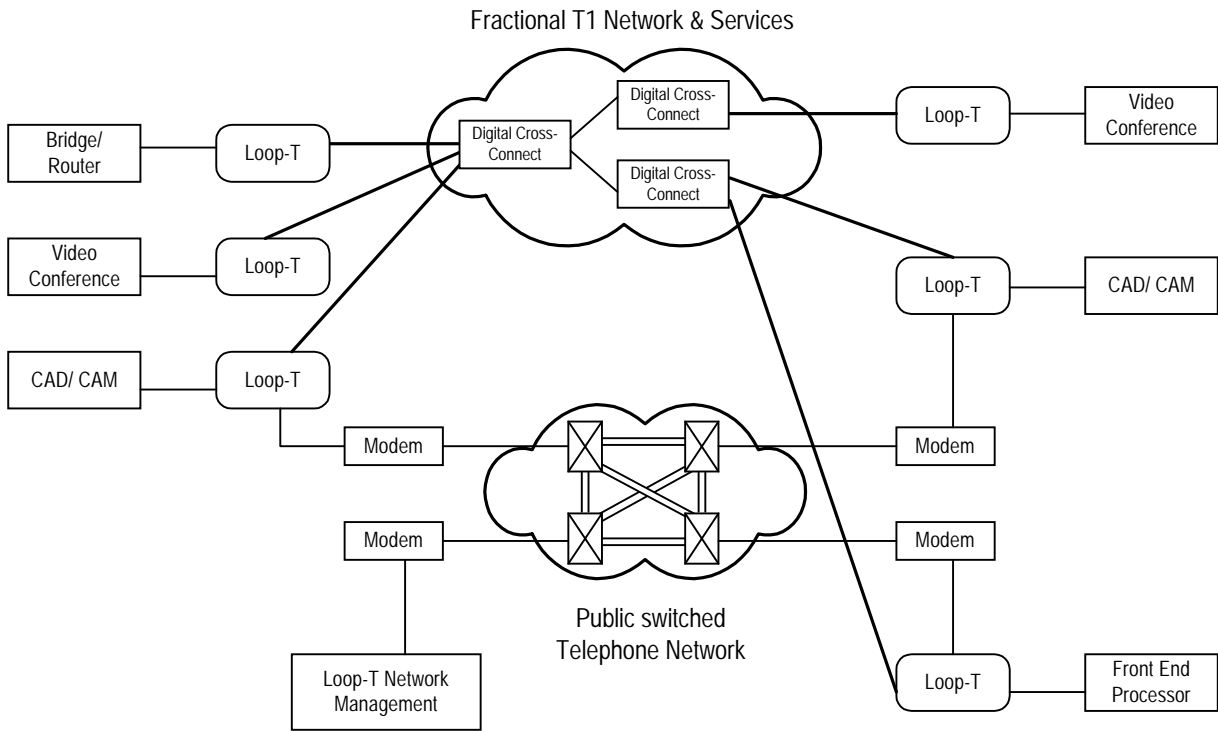 Fractional T1 Network & Services
Digital Cross-
Connect
Loop-T
Video
Conference
Bridge/
Router
Loop-T
Digital Cross-
Connect
Digital Cross-
Connect
Video
Conference
Loop-T
Loop-T
CAD/ CAM
CAD/ CAM
Loop-T
Modem
Modem
Modem
Modem
Public switched
Telephone Network
Loop-T Network
Management
Loop-T
Front End
Processor